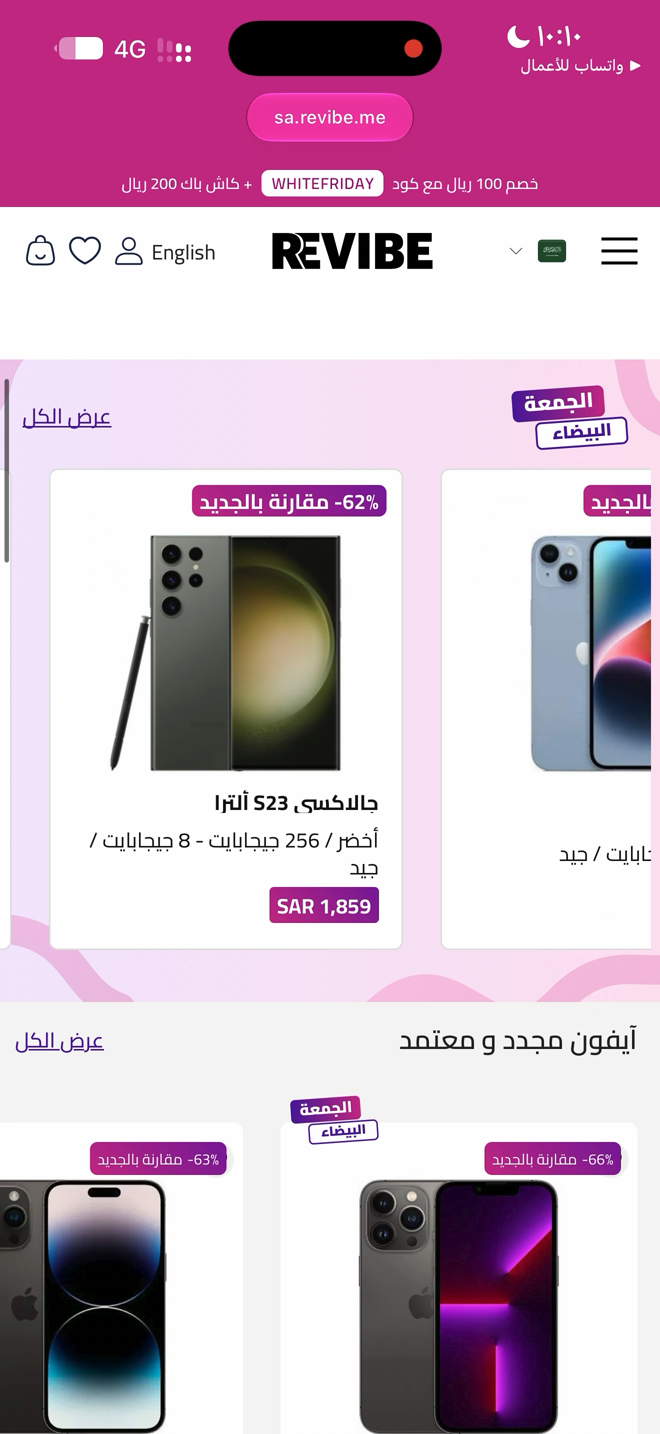 ١٠:١٠
4G
واتساب للأعمال ◀
sa.revibe.me
خصم 100 ريال مع كود WHITEFRIDAY + كاش باك 200 ريال
REVIBE
English
الجمعة
البيضاء
عرض الكل
بالجديد
-62% مقارنة بالجديد
جالاكسي S23 ألترا
أخضر / 256 جيجابايت - 8 جيجابايت /
جيد
SAR 1,859
جابايت / جيد
آيفون مجدد و معتمد
عرض الكل
الجمعة
البيضاء
-66% مقارنة بالجديد
-63% مقارنة بالجديد